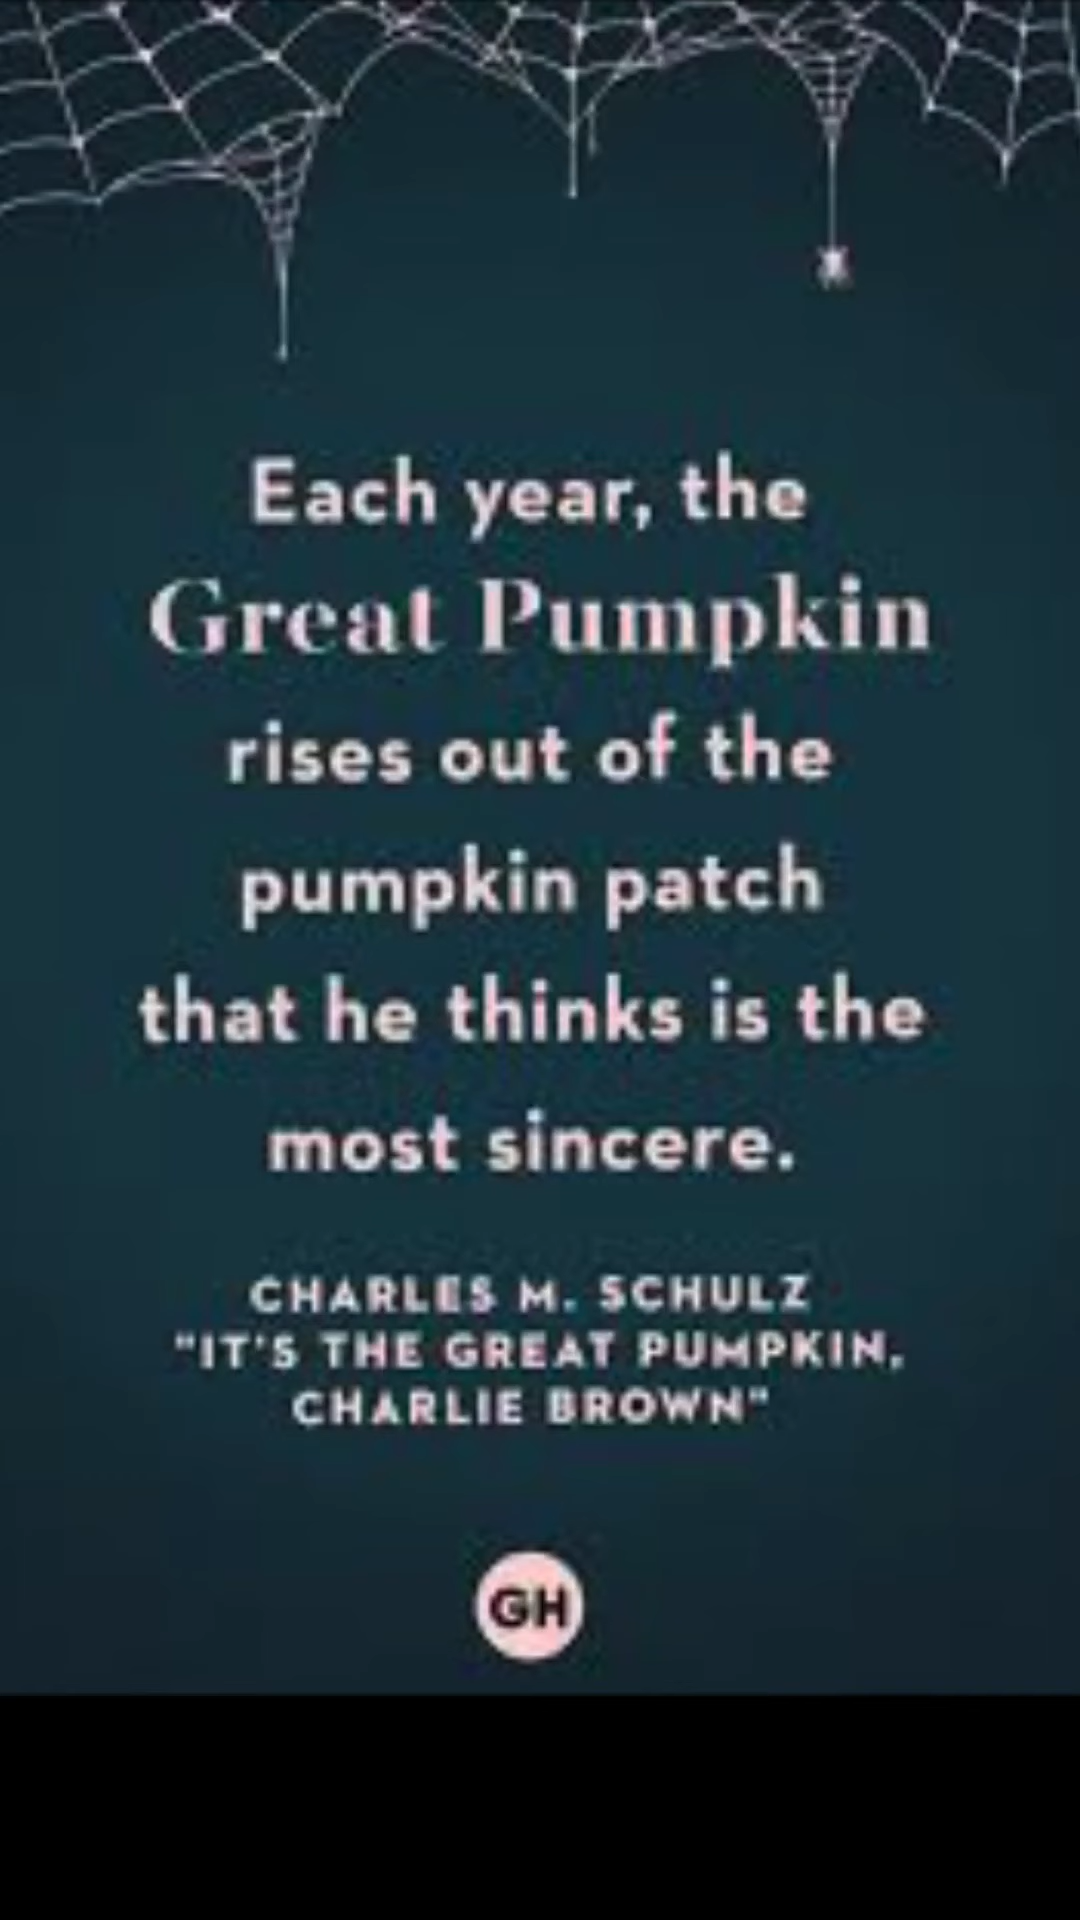 Each year, the
Great Pumpkin
rises out of the
pumpkin patch
that he thinks is the
most sincere.
CHARLES M. SCHULZ
"IT'S THE GREAT PUMPKIN,
CHARLIE BROWN"
GH